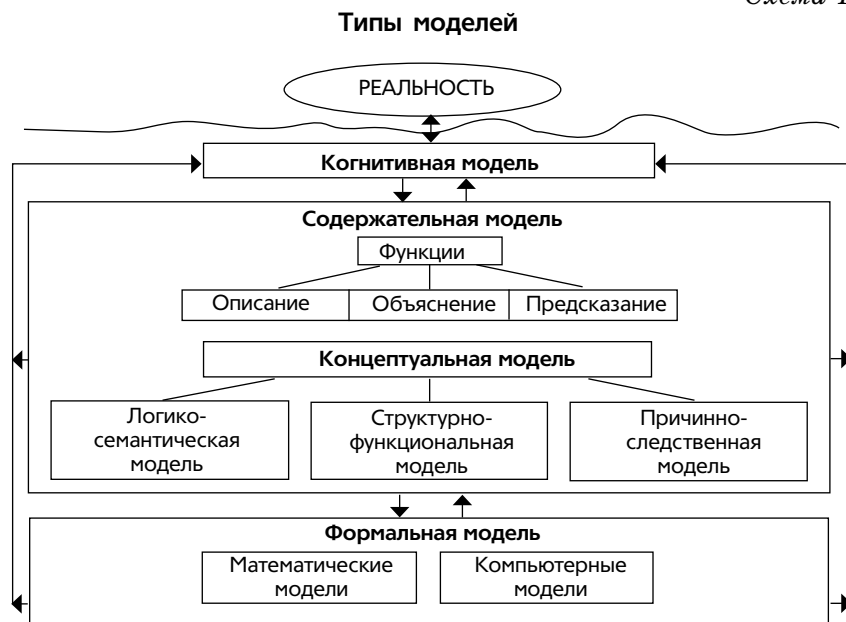 Схема 1
Типы моделей
РЕАЛЬНОСТЬ
Когнитивная модель
Содержательная модель
Функции
Описание Объяснение Предсказание
Концептуальная модель
Логико-
семантическая
модель
Структурно-
функциональная
модель
Причинно-
следственная
модель
Формальная модель
Математические
модели
Компьютерные
модели